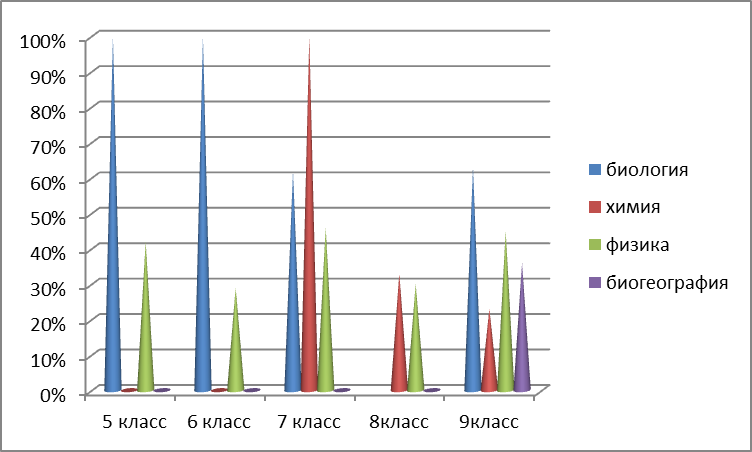 100%
90%
80%
70%
60%
50%
40%
30%
20%
10%
0%
5 класс
6 класс
7 класс
8класс
9класс
биология
химия
физика
биогеография